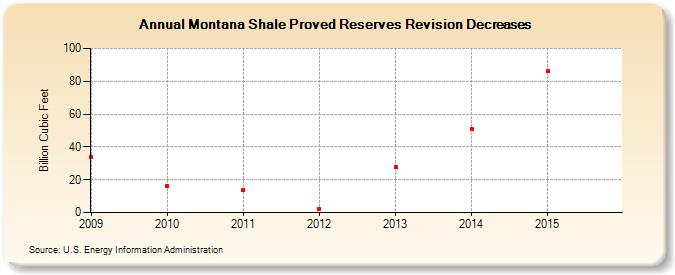 Annual Montana Shale Proved Reserves Revision Decreases
Billion Cubic Feet
100
80
60
40
20
0
2009 2010 2011 2012 2013 2014 2015
Source: U.S. Energy Information Administration